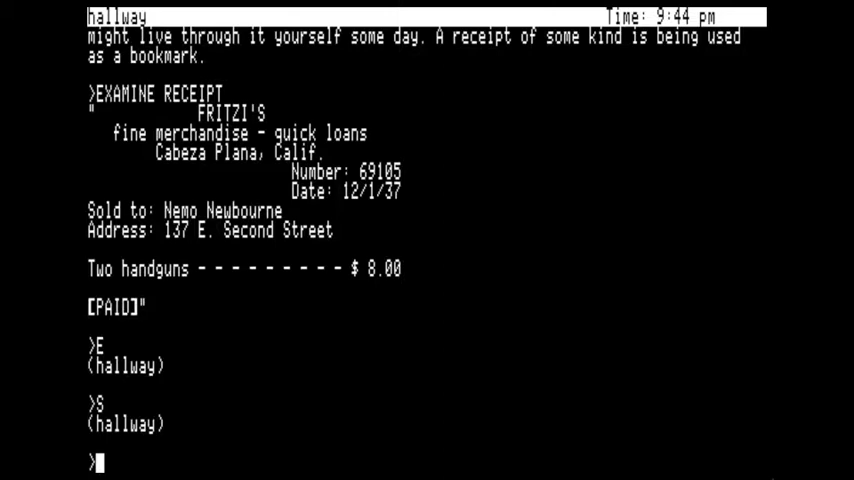 hallway Time: 9:44 pm
might live through it yourself some day. A receipt of some kind is being used
as a bookmark.
>EXAMINE RECEIPT
" FRITZI'S
fine merchandise - quick loans
Cabeza Plana, Calif.
Number: 69105
Date: 12/1/37
Sold to: Nemo Newbourne
Address: 137 E. Second Street
Two handguns - - - - - - - - - $ 8.00
[PAID]"
>E
(hallway)
>S
(hallway)
>